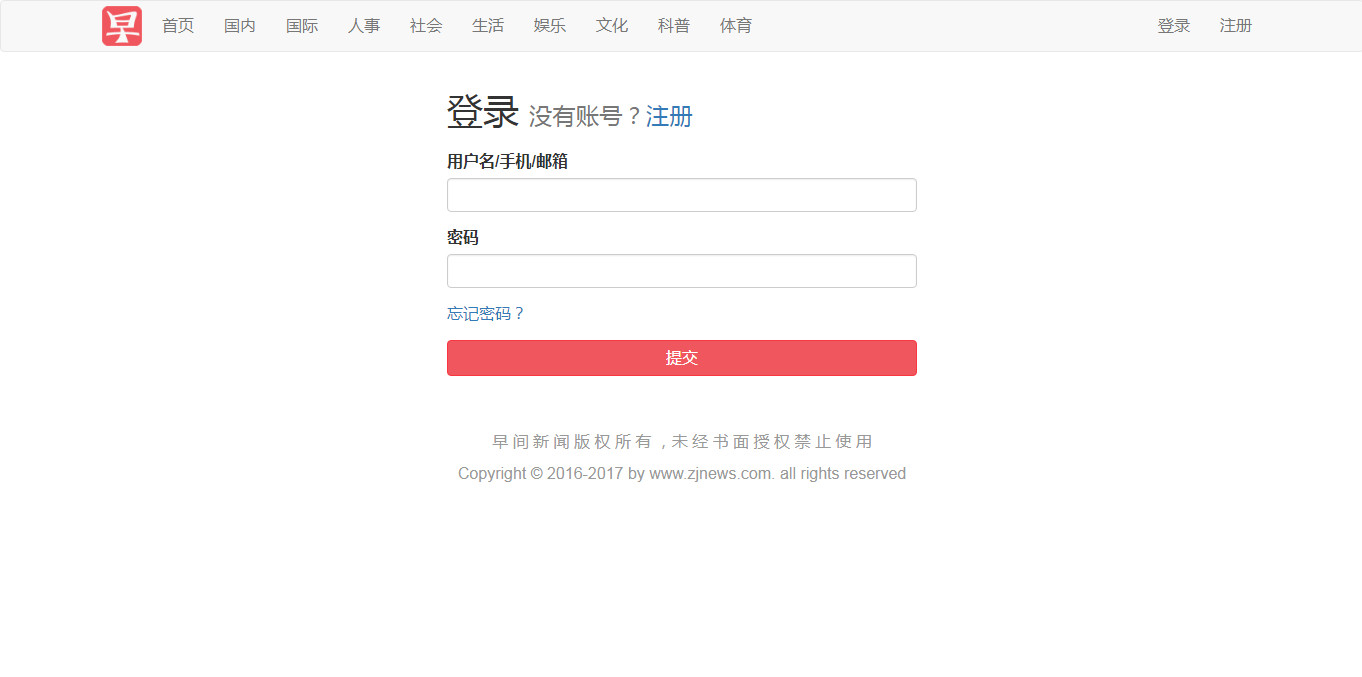 早 首页 国内 国际 人事 社会 生活 娱乐 文化 科普 体育 登录 注册
登录 没有账号？注册
用户名/手机/邮箱
密码
忘记密码？
提交
早间新闻版权所有，未经书面授权禁止使用
Copyright © 2016-2017 by www.zjnews.com. all rights reserved